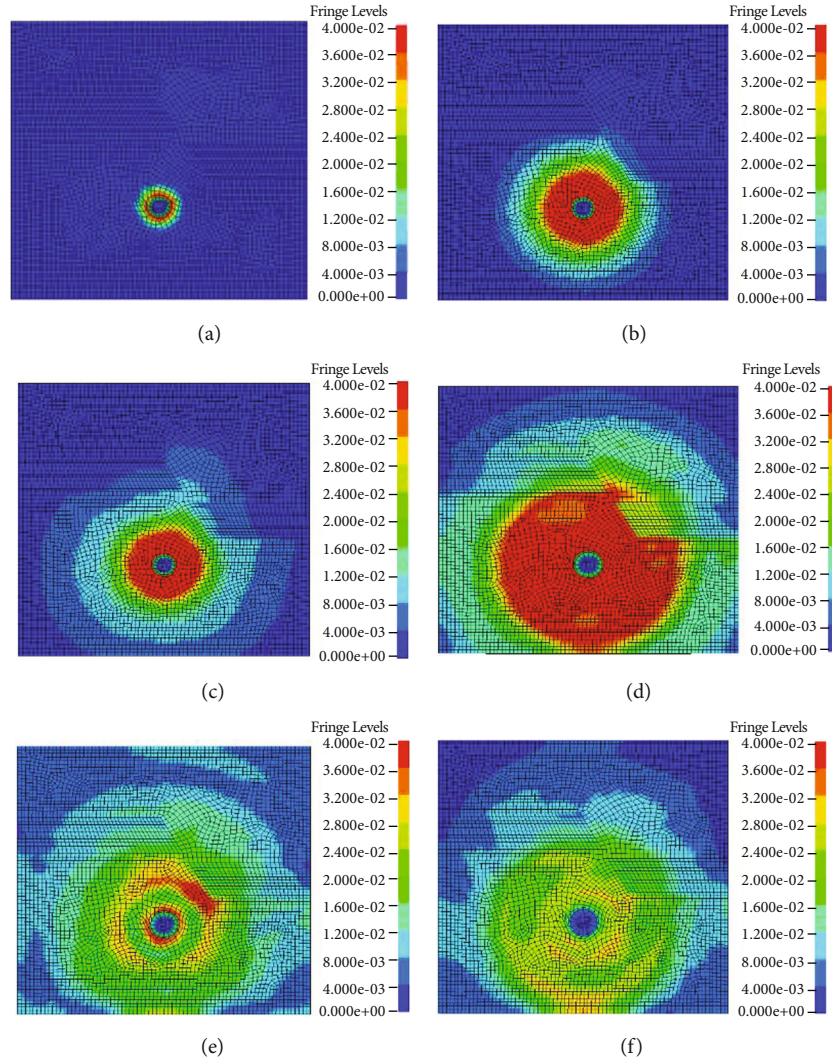 Fringe Levels
4.000e-02
3.600e-02
3.200e-02
2.800e-02
2.400e-02
2.000e-02
1.600e-02
1.200e-02
8.000e-03
4.000e-03
0.000e+00
(a)
Fringe Levels
4.000e-02
3.600e-02
3.200e-02
2.800e-02
2.400e-02
2.000e-02
1.600e-02
1.200e-02
8.000e-03
4.000e-03
0.000e+00
(b)
Fringe Levels
4.000e-02
3.600e-02
3.200e-02
2.800e-02
2.400e-02
2.000e-02
1.600e-02
1.200e-02
8.000e-03
4.000e-03
0.000e+00
(c)
Fringe Levels
4.000e-02
3.600e-02
3.200e-02
2.800e-02
2.400e-02
2.000e-02
1.600e-02
1.200e-02
8.000e-03
4.000e-03
0.000e+00
(d)
Fringe Levels
4.000e-02
3.600e-02
3.200e-02
2.800e-02
2.400e-02
2.000e-02
1.600e-02
1.200e-02
8.000e-03
4.000e-03
0.000e+00
(e)
Fringe Levels
4.000e-02
3.600e-02
3.200e-02
2.800e-02
2.400e-02
2.000e-02
1.600e-02
1.200e-02
8.000e-03
4.000e-03
0.000e+00
(f)